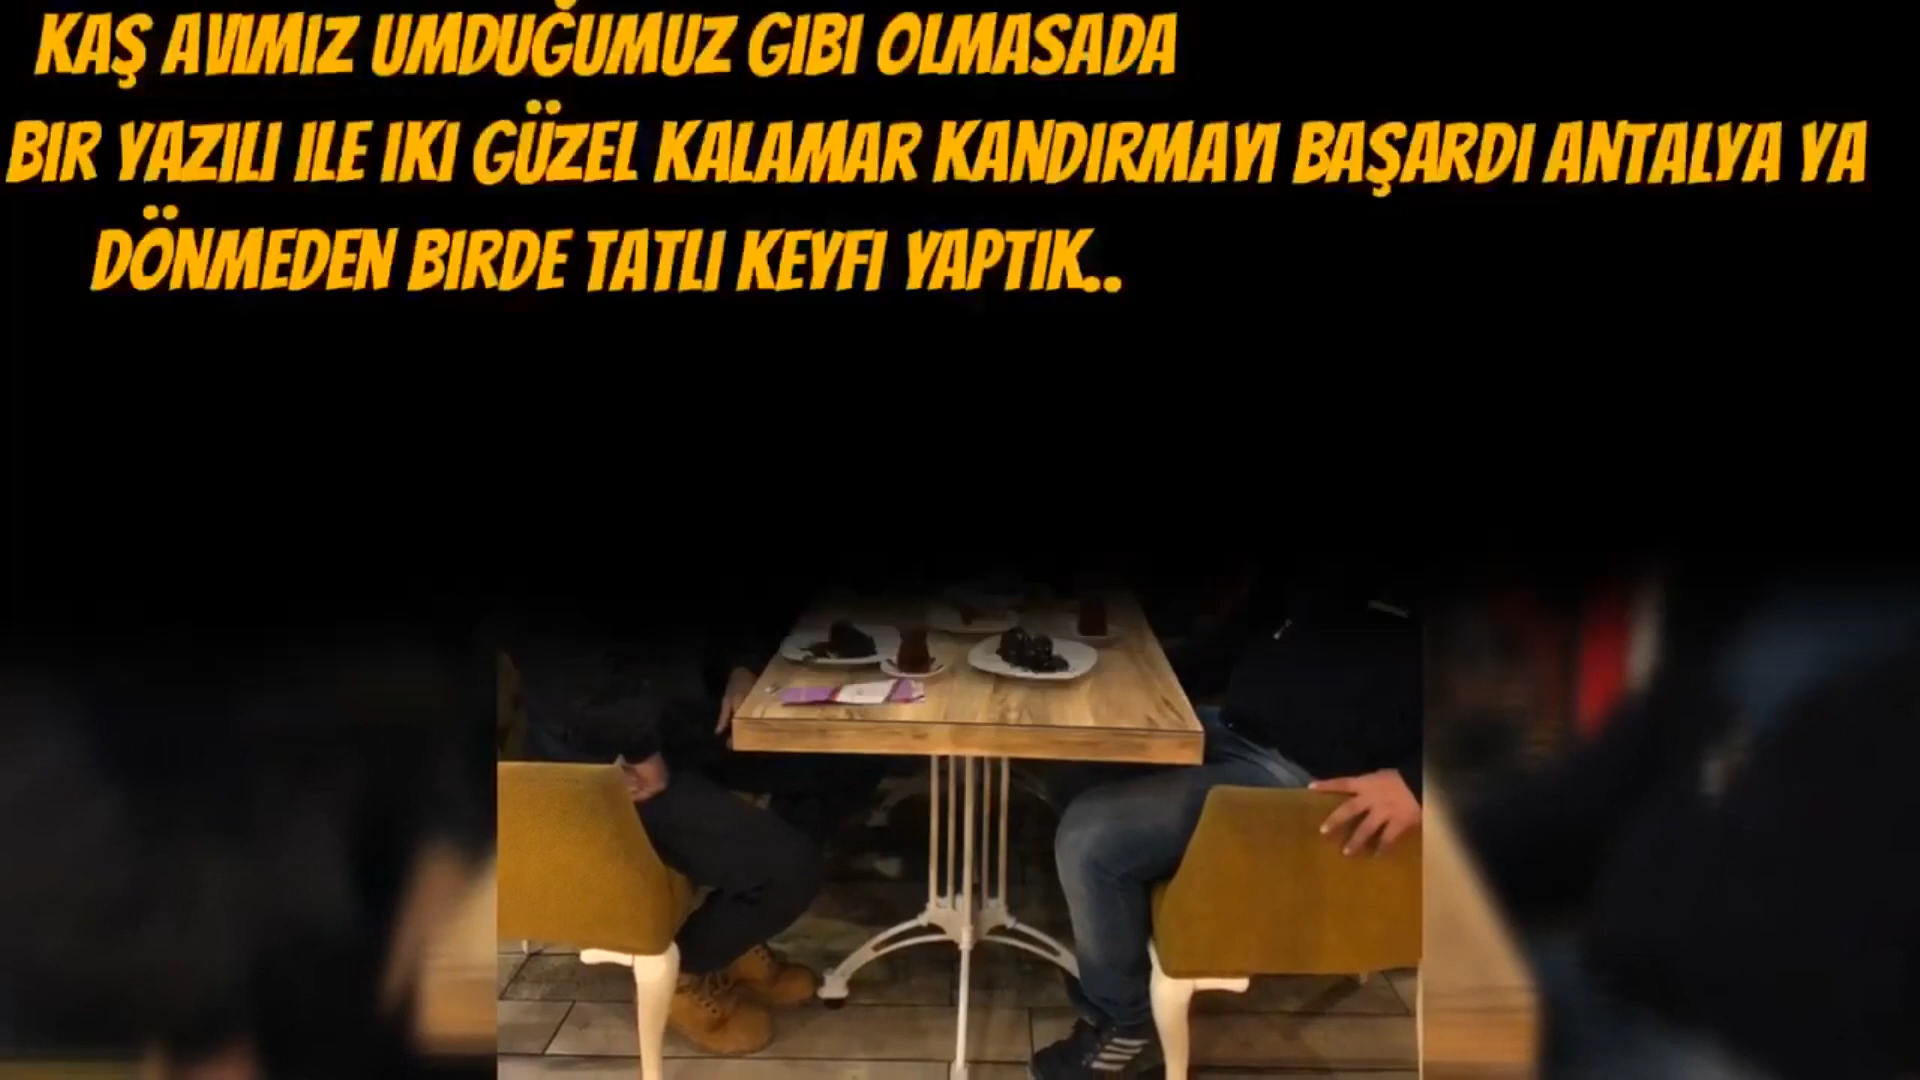 KAŞ AVIMIZ UMDUĞUMUZ GIBI OLMASADA
BIR YAZILI ILE IKI GÜZEL KALAMAR KANDIRMAYI BAŞARDI ANTALYA YA
DÖNMEDEN BIRDE TATLI KEYFI YAPTIK..